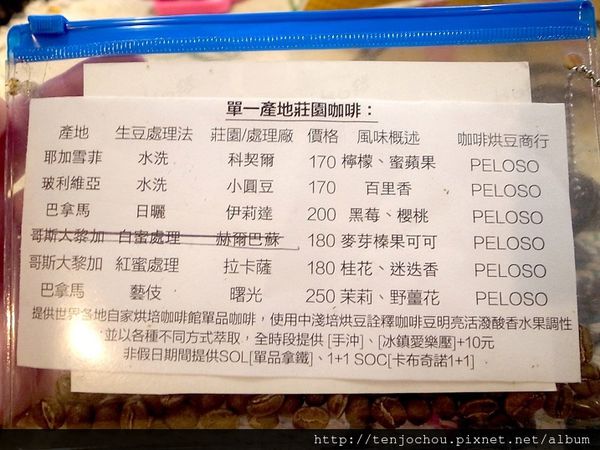 單一產地莊園咖啡：
產地 生豆處理法 莊園/處理廠 價格 風味概述 咖啡烘豆商行
耶加雪菲 水洗 科契爾 170 檸檬、蜜蘋果 PELOSO
玻利維亞 水洗 小圓豆 170 百里香 PELOSO
巴拿馬 日曬 伊莉達 200 黑莓、櫻桃 PELOSO
哥斯大黎加 白蜜處理 赫爾巴蘇 180 麥芽榛果可可 PELOSO
哥斯大黎加 紅蜜處理 拉卡薩 180 桂花、迷迭香 PELOSO
巴拿馬 藝伎 曙光 250 茉莉、野薑花 PELOSO
提供世界各地自家烘培咖啡館單品咖啡，使用中淺培烘豆詮釋咖啡豆明亮活潑酸香水果調性
，並以各種不同方式萃取，全時段提供 [手沖]、[冰鎮愛樂壓]+10元
非假日期間提供SOL[單品拿鐵]、1+1 SOC[卡布奇諾1+1]
http://tenjochou.pixnet.net/album